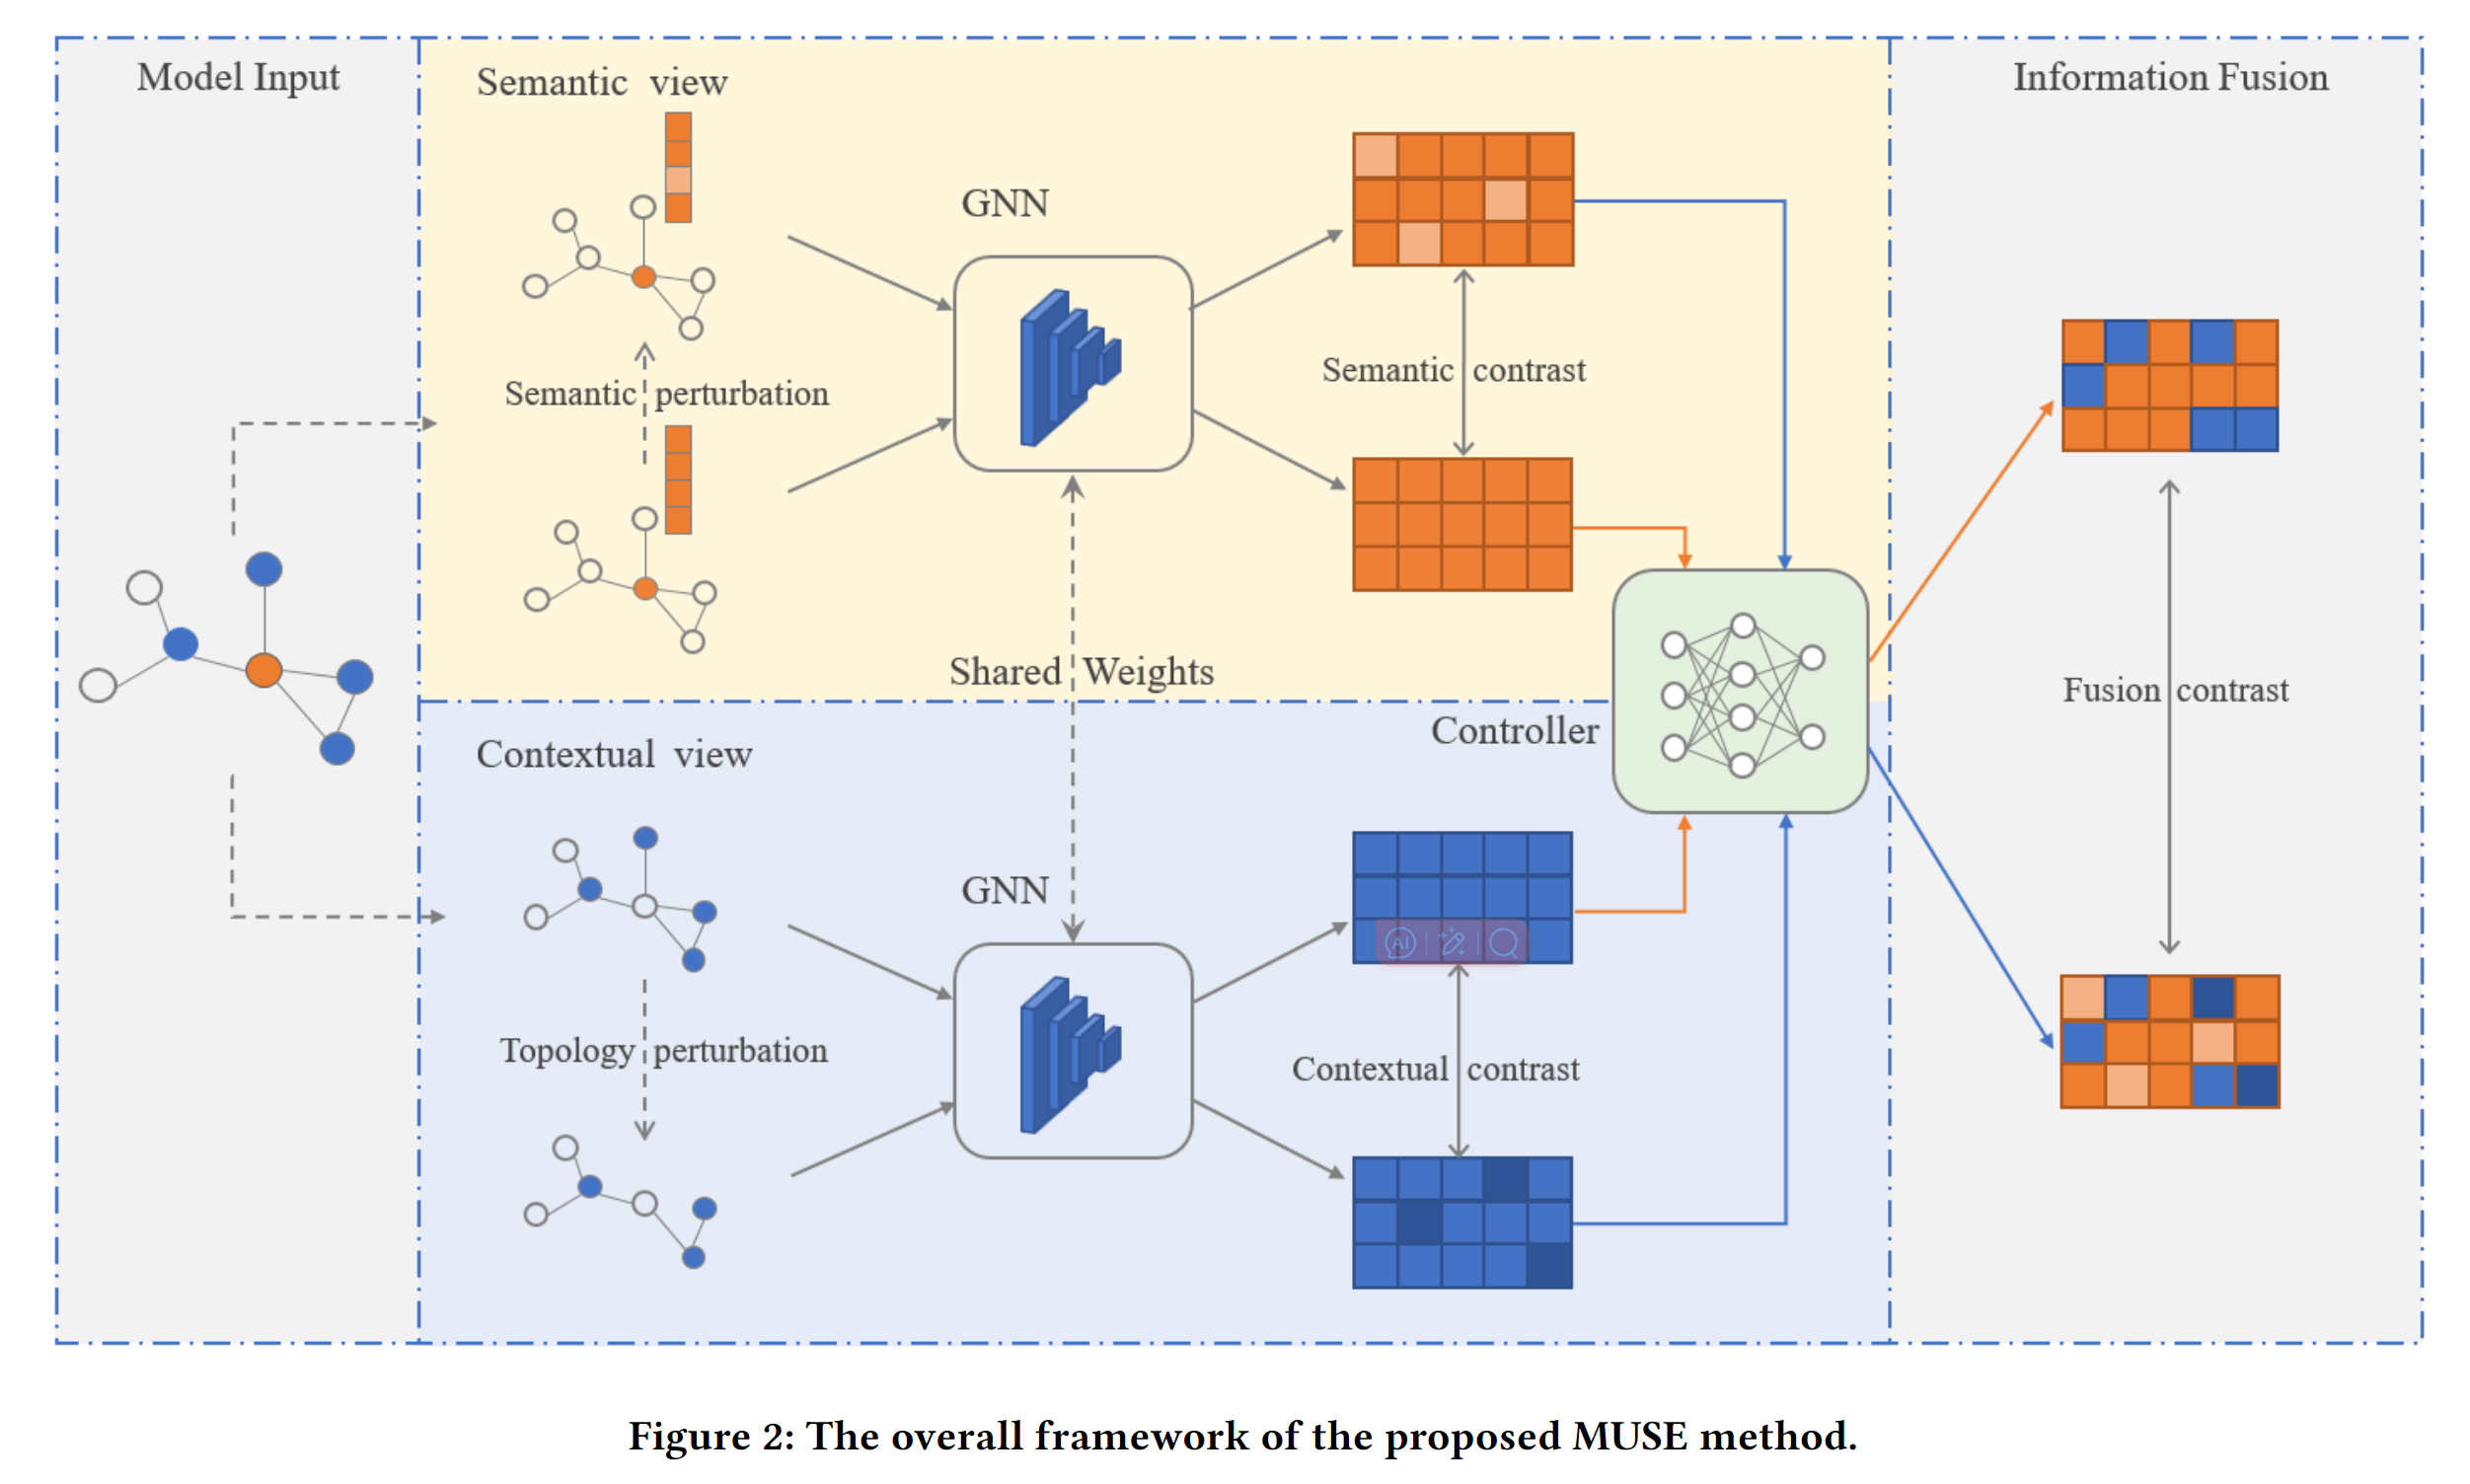 Model Input
Semantic view
Information Fusion
GNN
Semantic contrast
Semantic perturbation
Shared Weights
Fusion contrast
Controller
Contextual view
GNN
AI
Topology perturbation
Contextual contrast
Figure 2: The overall framework of the proposed MUSE method.